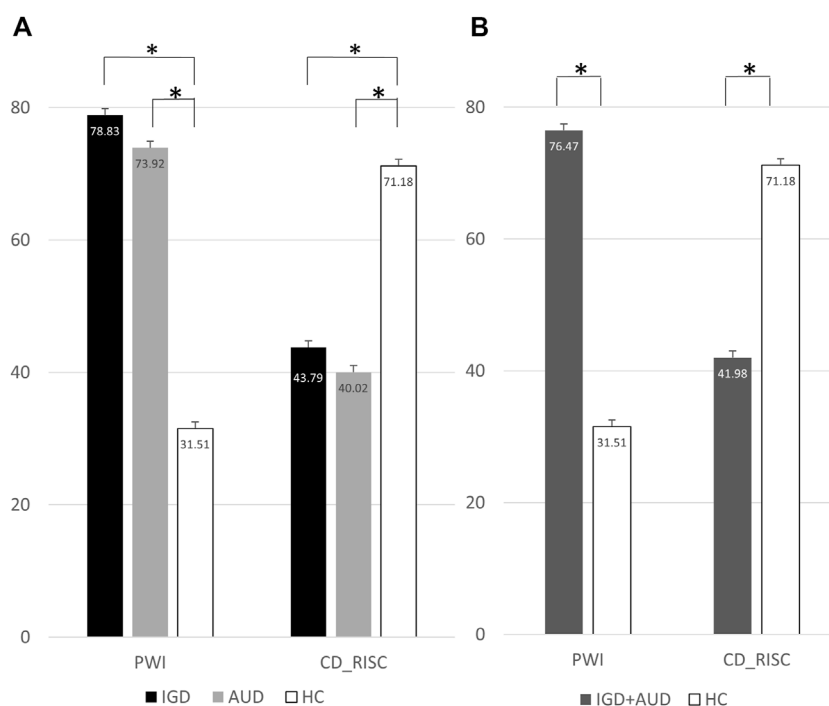 A
B
* * *
* *
* *
80 80
78.83 73.92 71.18 76.47 71.18
60 60
40 40
43.79 40.02 41.98
31.51 31.51
20 20
0 0
PWI CD_RISC PWI CD_RISC
IGD AUD HC IGD+AUD HC